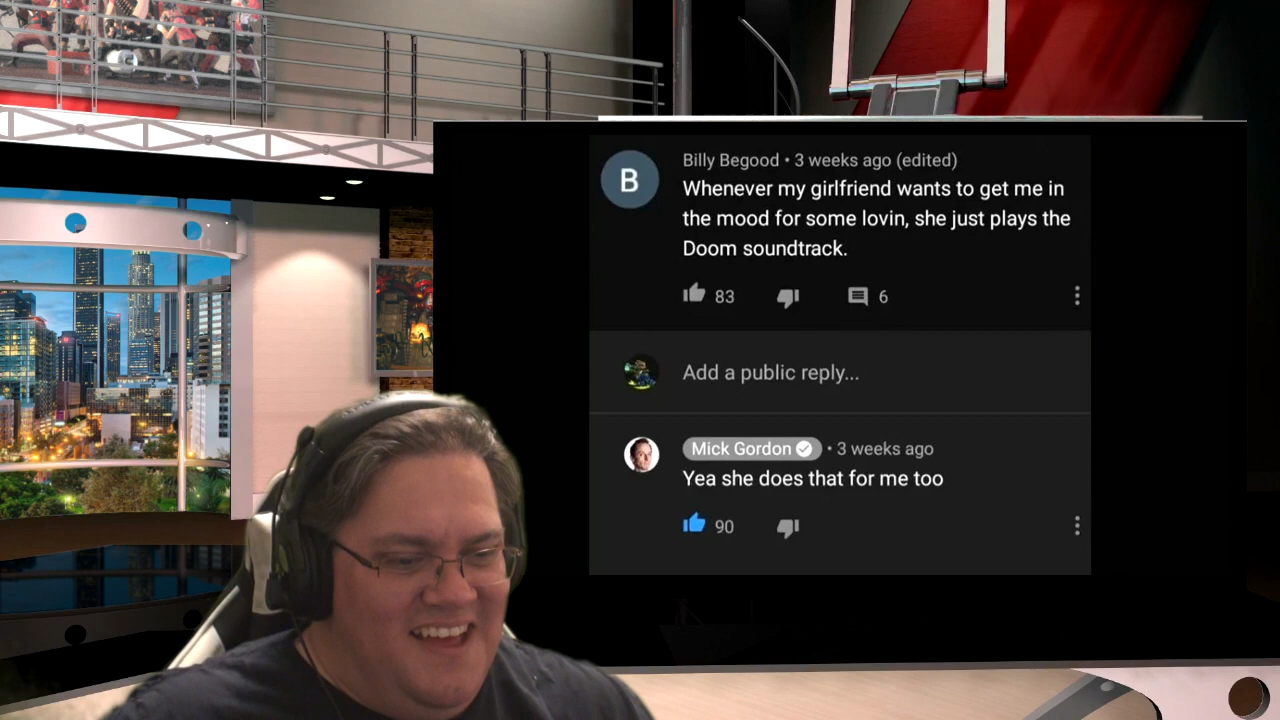 B
Billy Begood • 3 weeks ago (edited)
Whenever my girlfriend wants to get me in
the mood for some lovin, she just plays the
Doom soundtrack.
83 6
Add a public reply...
Mick Gordon • 3 weeks ago
Yea she does that for me too
90